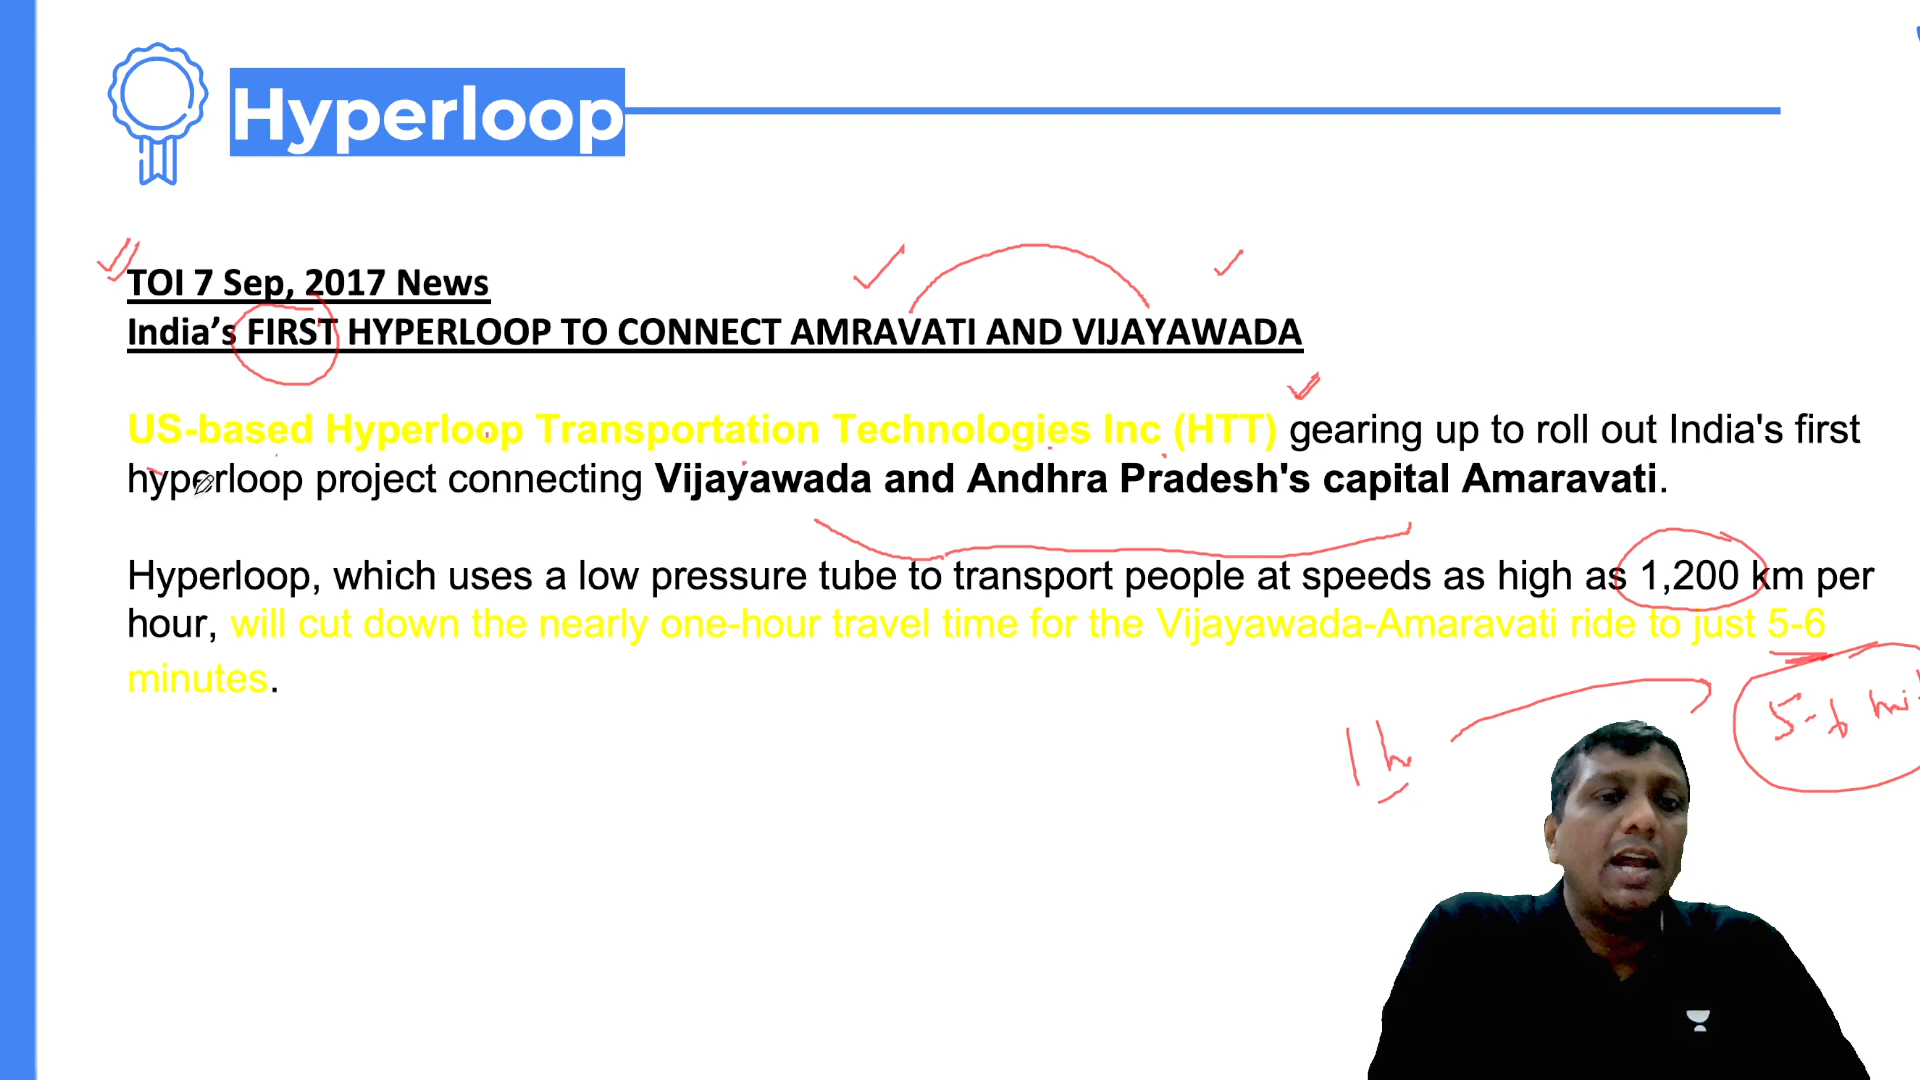 Hyperloop
TOI 7 Sep, 2017 News
India’s FIRST HYPERLOOP TO CONNECT AMRAVATI AND VIJAYAWADA
US-based Hyperloop Transportation Technologies Inc (HTT) gearing up to roll out India's first
hyperloop project connecting Vijayawada and Andhra Pradesh's capital Amaravati.
Hyperloop, which uses a low pressure tube to transport people at speeds as high as 1,200 km per
hour, will cut down the nearly one-hour travel time for the Vijayawada-Amaravati ride to just 5-6
minutes.
5-6
1h